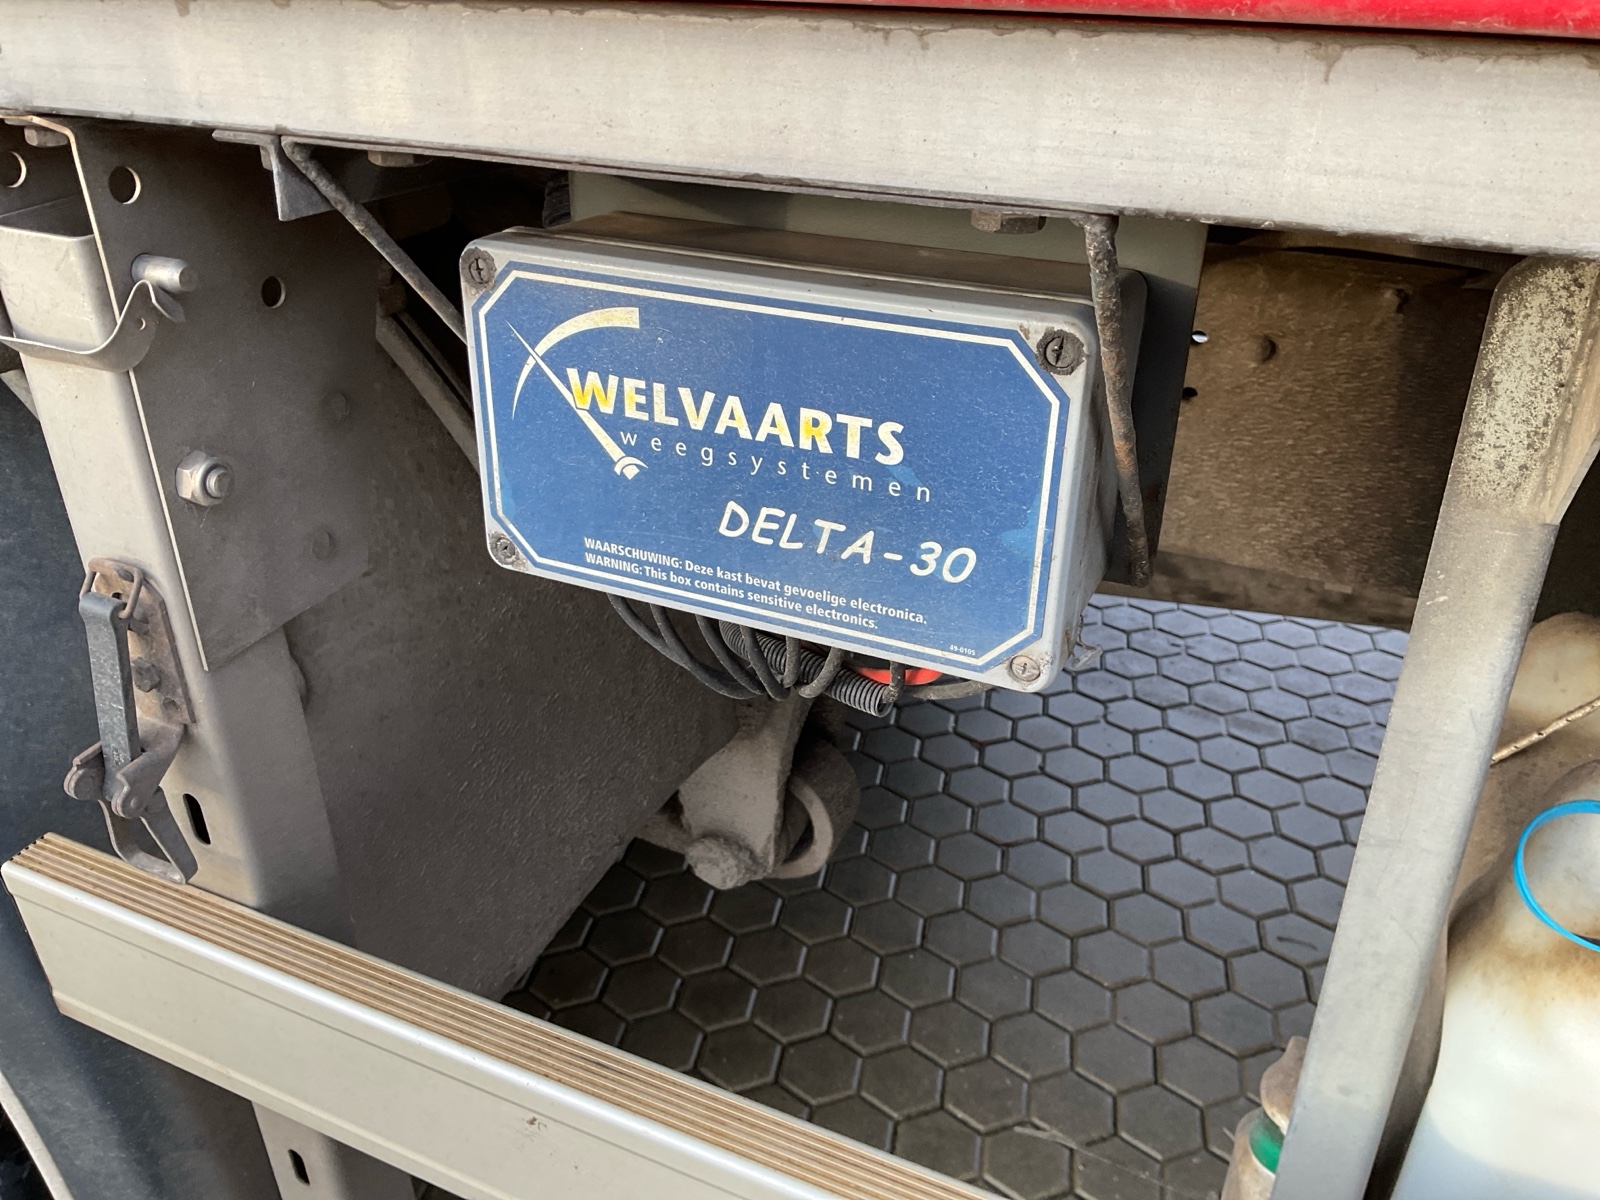 WELVAARTS
weegsystemen
DELTA-30
WAARSCHUWING: Deze kast bevat gevoelige electronica.
WARNING: This box contains sensitive electronics.
49-0105